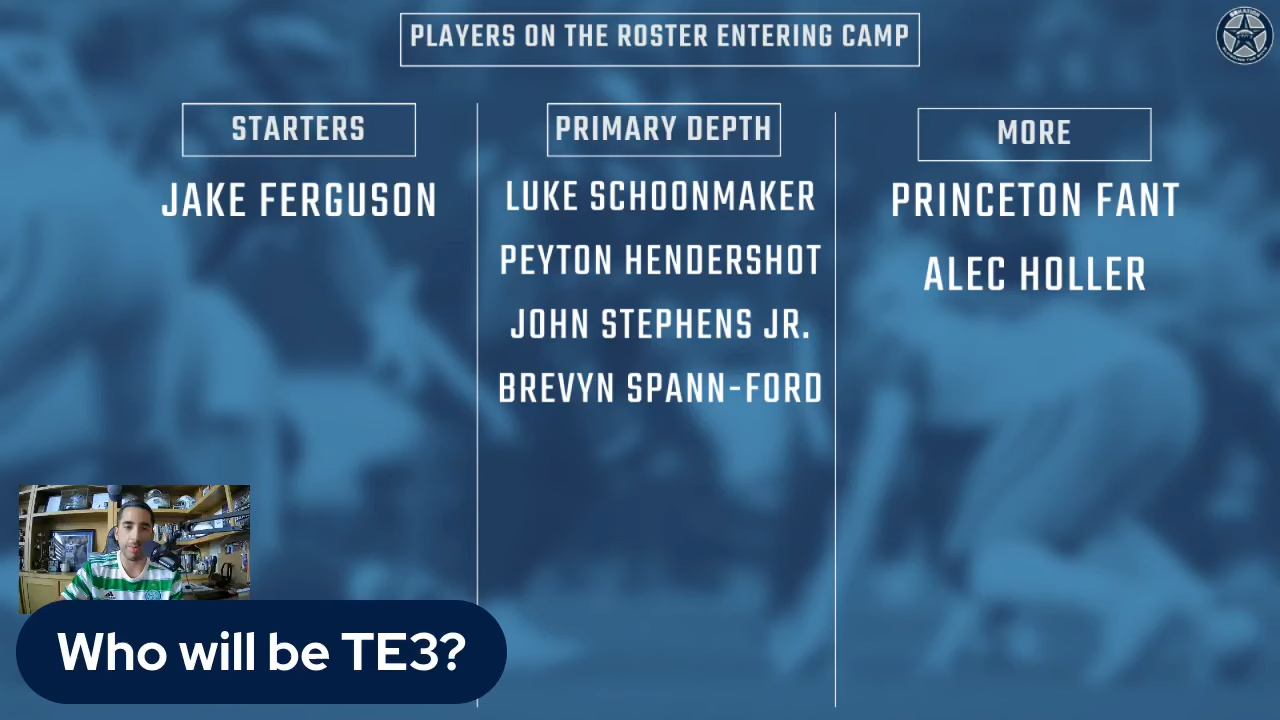 PLAYERS ON THE ROSTER ENTERING CAMP
STARTERS
JAKE FERGUSON
PRIMARY DEPTH
LUKE SCHOONMAKER
PEYTON HENDERSHOT
JOHN STEPHENS JR.
BREVYN SPANN-FORD
MORE
PRINCETON FANT
ALEC HOLLER
Who will be TE3?